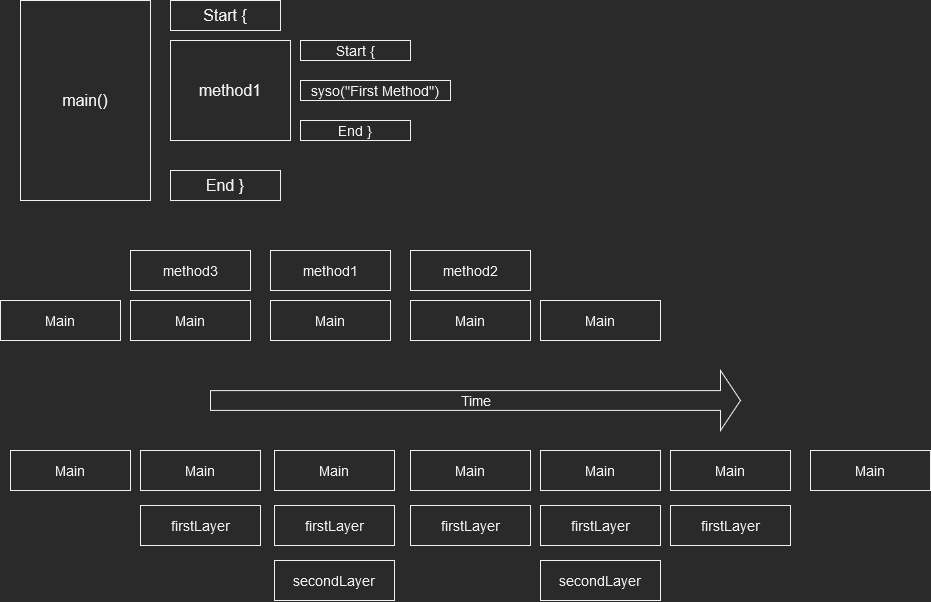 Start {
main()
method1
Start {
syso("First Method")
End }
End }
method3
method1
method2
Main
Main
Main
Main
Main
Time
Main
Main
Main
Main
Main
Main
Main
firstLayer
firstLayer
firstLayer
firstLayer
firstLayer
secondLayer
secondLayer